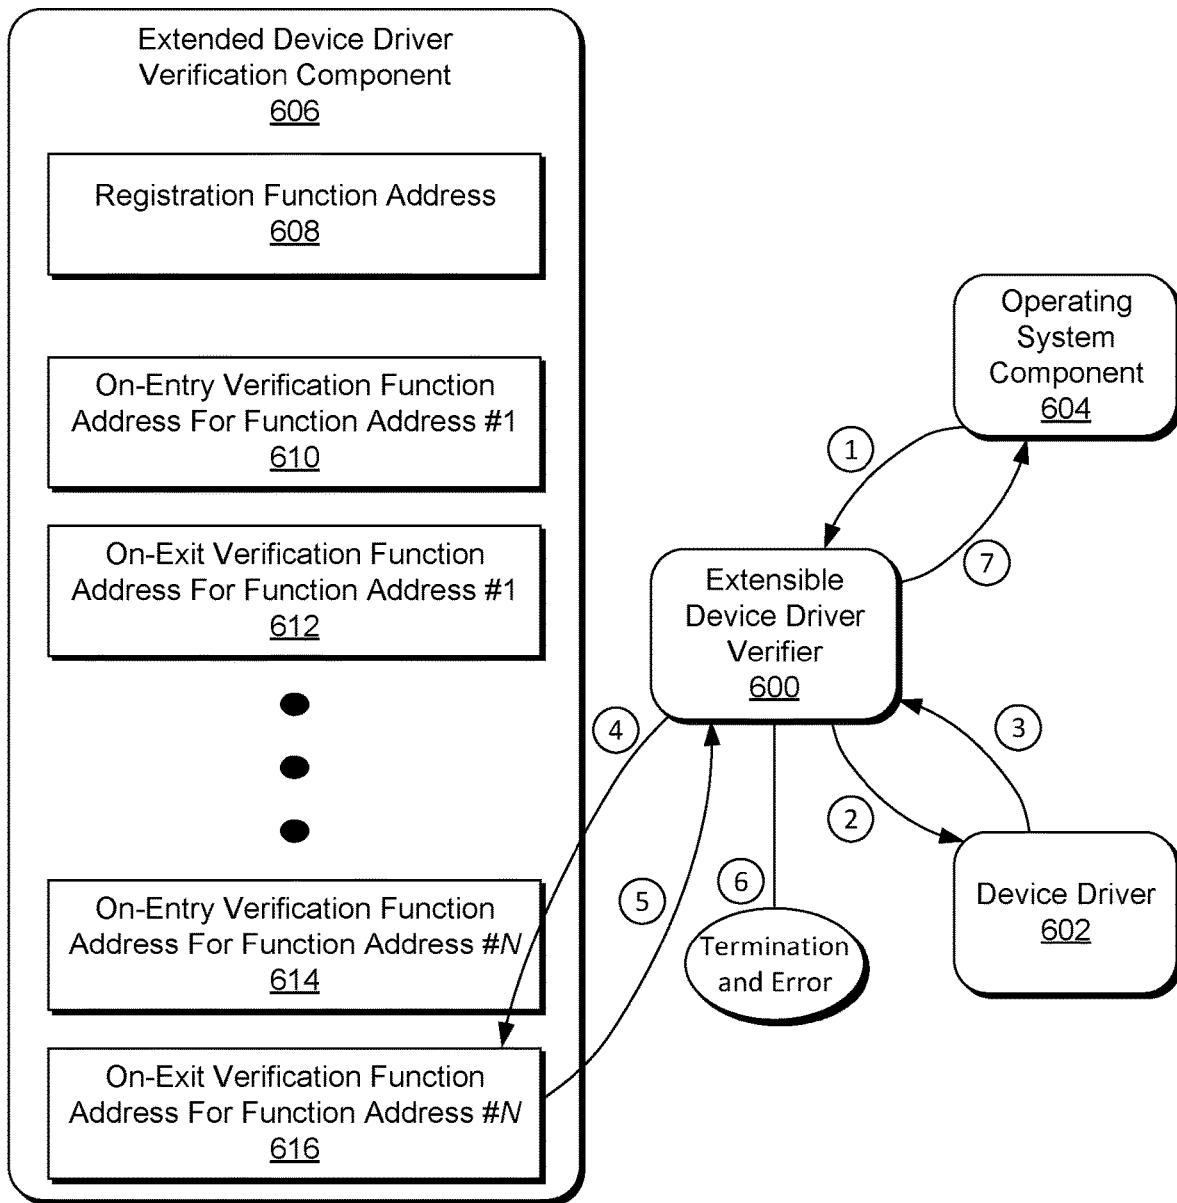 Extended Device Driver
Verification Component
606
Registration Function Address
608
On-Entry Verification Function
Address For Function Address #1
610
On-Exit Verification Function
Address For Function Address #1
612
On-Entry Verification Function
Address For Function Address #N
614
On-Exit Verification Function
Address For Function Address #N
616
Operating
System
Component
604
1
7
Extensible
Device Driver
Verifier
600
4
3
2
5
6
Termination
and Error
Device Driver
602